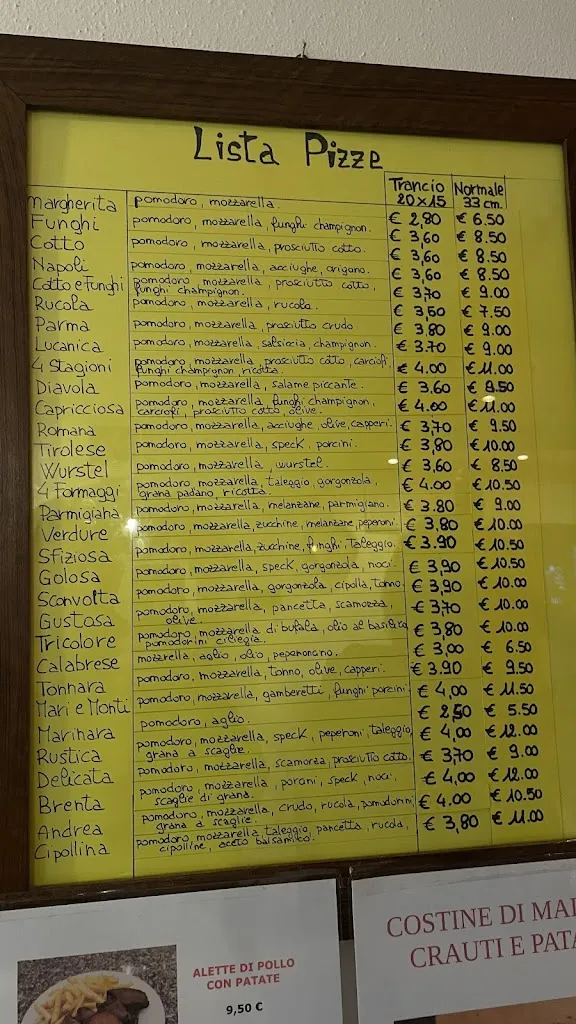 Lista Pizze
Trancio 20x15 Normale 33 cm.
Margherita pomodoro, mozzarella. € 2,80 € 6.50
Funghi pomodoro, mozzarella, funghi champignon. € 3,60 € 8.50
Cotto pomodoro, mozzarella, prosciutto cotto. € 3,60 € 8.50
Napoli pomodoro, mozzarella, acciughe, origano. € 3,60 € 8.50
Cotto e Funghi pomodoro, mozzarella, prosciutto cotto, € 3,70 € 9.00
funghi champignon.
Rucola pomodoro, mozzarella, rucola. € 3,50 € 7.50
Parma pomodoro, mozzarella, prosciutto crudo € 3,80 € 9.00
Lucanica pomodoro, mozzarella, salsiccia, champignon. € 3.70 € 9.00
4 Stagioni pomodoro, mozzarella, prosciutto cotto, carciofi, € 4.00 € 11.00
funghi champignon, ricotta.
Diavola pomodoro, mozzarella, salame piccante. € 3,60 € 9.50
Capricciosa pomodoro, mozzarella, funghi champignon, € 4.00 € 11.00
carciofi, prosciutto cotto, olive.
Romana pomodoro, mozzarella, acciughe, olive, capperi. € 3,70 € 9.50
Tirolese pomodoro, mozzarella, speck, porcini. € 3,80 € 10.00
Wurstel pomodoro, mozzarella, wurstel. € 3,60 € 8.50
4 Formaggi pomodoro, mozzarella, taleggio, gorgonzola, € 4.00 € 10.50
grana padano, ricotta.
Parmigiana pomodoro, mozzarella, melanzane, parmigiano. € 3.80 € 9.00
Verdure pomodoro, mozzarella, zucchine, melanzane, peperoni. € 3,80 € 10.00
Sfiziosa pomodoro, mozzarella, zucchine, funghi, Taleggio. € 3.90 € 10.50
Golosa pomodoro, mozzarella, speck, gorgonzola, noci. € 3,90 € 10.50
Sconvolta pomodoro, mozzarella, gorgonzola, cipolla, tonno. € 3,90 € 10.00
Gustosa pomodoro, mozzarella, pancetta, scamorza, € 3,70 € 10.00
olive.
Tricolore pomodoro, mozzarella di bufala, olio al basilico € 3,80 € 10.00
pomodorini ciliegia.
Calabrese mozzarella, aglio, olio, peperoncino. € 3,00 € 6.50
Tonnara pomodoro, mozzarella, tonno, olive, capperi. € 3.90 € 9.50
Mari e Monti pomodoro, mozzarella, gamberetti, funghi porcini € 4,00 € 11.50
Marinara pomodoro, aglio. € 2,50 € 5.50
Rustica pomodoro, mozzarella, speck, peperoni, taleggio, € 4,00 € 12.00
grana a scaglie.
Delicata pomodoro, mozzarella, scamorza, prosciutto cotto. € 3,70 € 9.00
Brenta pomodoro, mozzarella, porcini, speck, noci, € 4,00 € 12.00
scaglie di grana.
Andrea pomodoro, mozzarella, crudo, rucola, pomodorini, € 4.00 € 10.50
grana a scaglie.
Cipollina pomodoro, mozzarella, taleggio, pancetta, rucola, € 3,80 € 11.00
cipolline, aceto balsamico.
ALETTE DI POLLO
CON PATATE
9,50 €
COSTINE DI MAI
CRAUTI E PATA